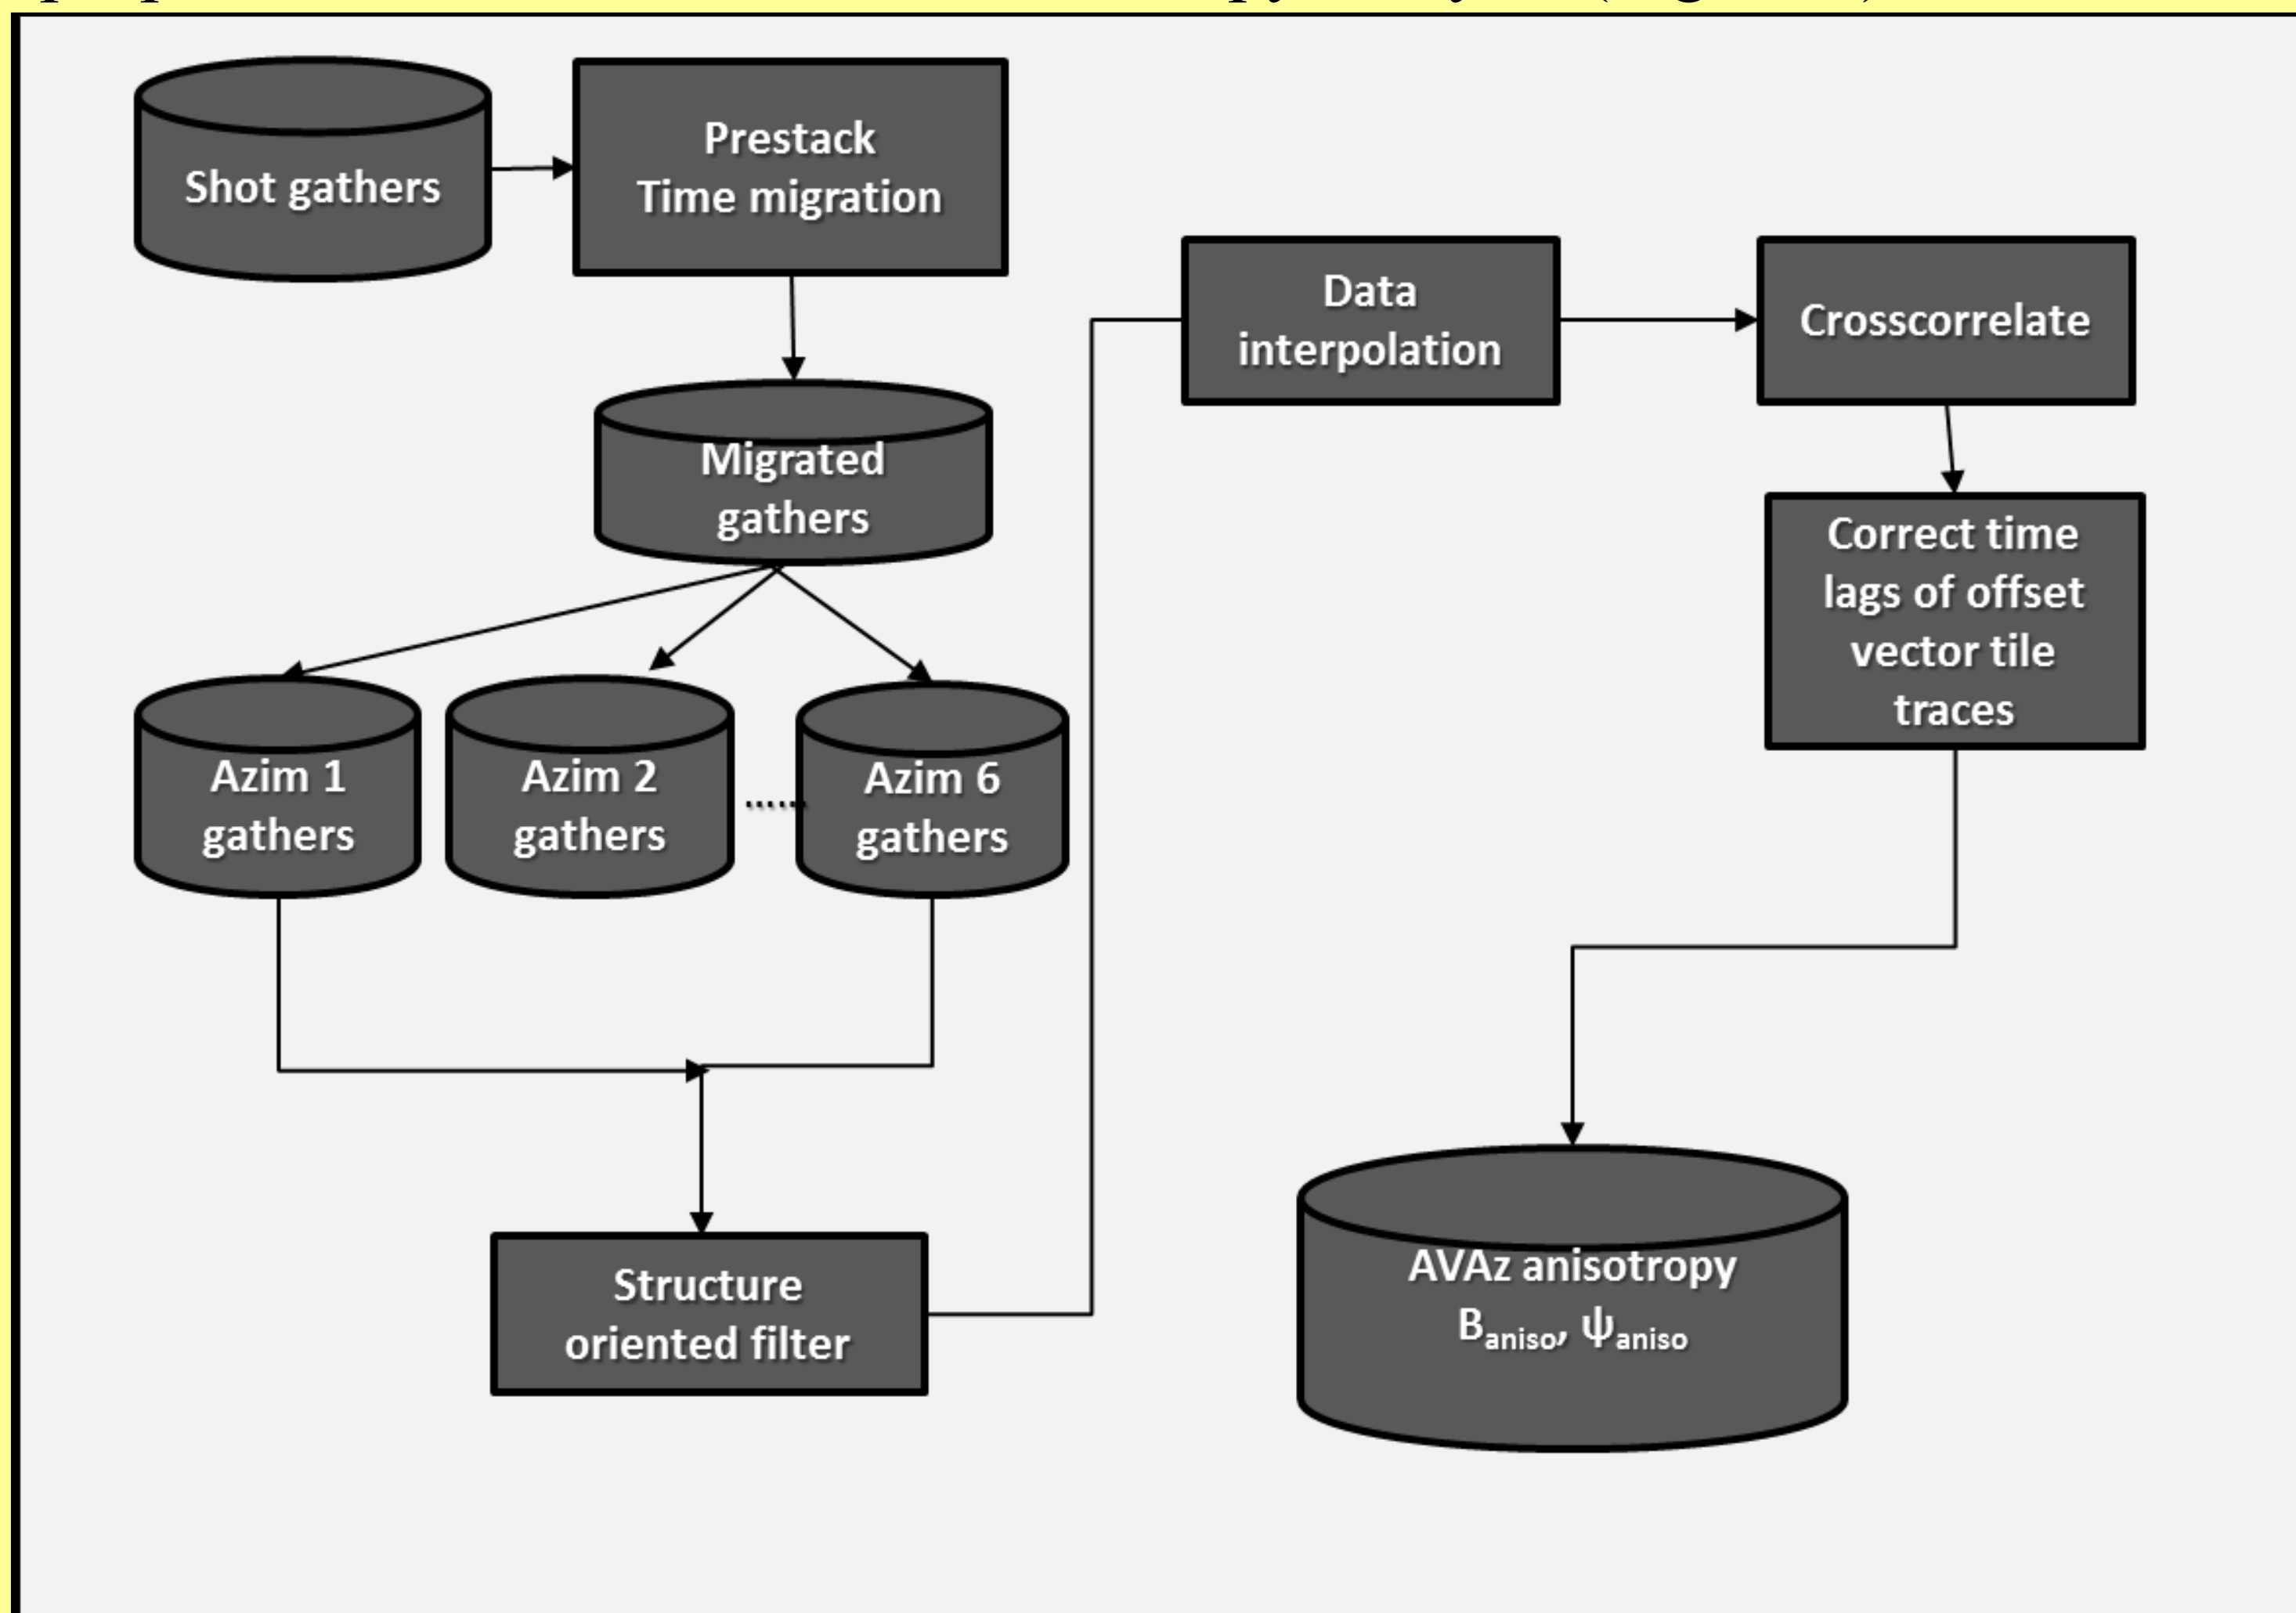 Shot gathers
Prestack
Time migration
Migrated
gathers
Azim 1
gathers
Azim 2
gathers
......
Azim 6
gathers
Structure
oriented filter
Data
interpolation
Crosscorrelate
Correct time
lags of offset
vector tile
traces
AVAz anisotropy
Baniso, ψaniso